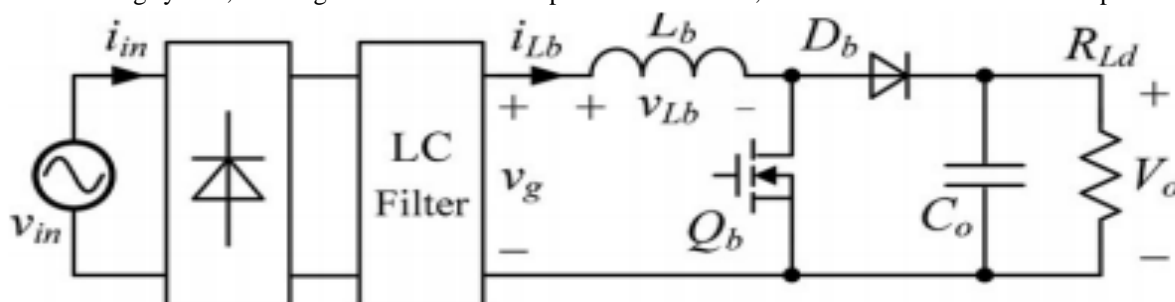 i_in
i_Lb
L_b
D_b
R_Ld
+ + v_Lb - +
LC
Filter
v_g
Q_b
C_o
V_o
v_in
- -